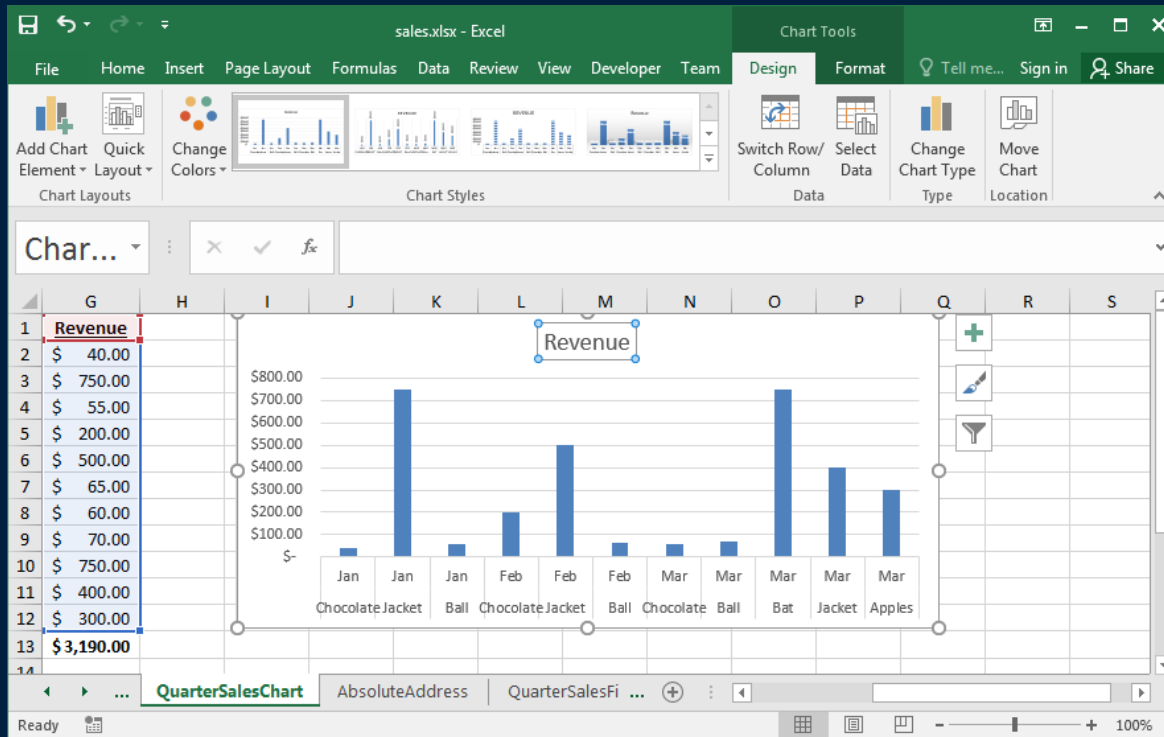 sales.xlsx - Excel
Chart Tools
File Home Insert Page Layout Formulas Data Review View Developer Team Design Format Tell me... Sign in Share
Add Chart Element Quick Layout
Chart Layouts
Change Colors
Chart Styles
Switch Row/ Column Select Data
Data
Change Chart Type
Type
Move Chart
Location
Char... fx
G H I J K L M N O P Q R S
1 Revenue
2 $ 40.00
3 $ 750.00
4 $ 55.00
5 $ 200.00
6 $ 500.00
7 $ 65.00
8 $ 60.00
9 $ 70.00
10 $ 750.00
11 $ 400.00
12 $ 300.00
13 $ 3,190.00
14
Revenue
$800.00
$700.00
$600.00
$500.00
$400.00
$300.00
$200.00
$100.00
$-
Jan Jan Jan Feb Feb Feb Mar Mar Mar Mar Mar
Chocolate Jacket Ball Chocolate Jacket Ball Chocolate Ball Bat Jacket Apples
... QuarterSalesChart AbsoluteAddress QuarterSalesFi ...
Ready 100%